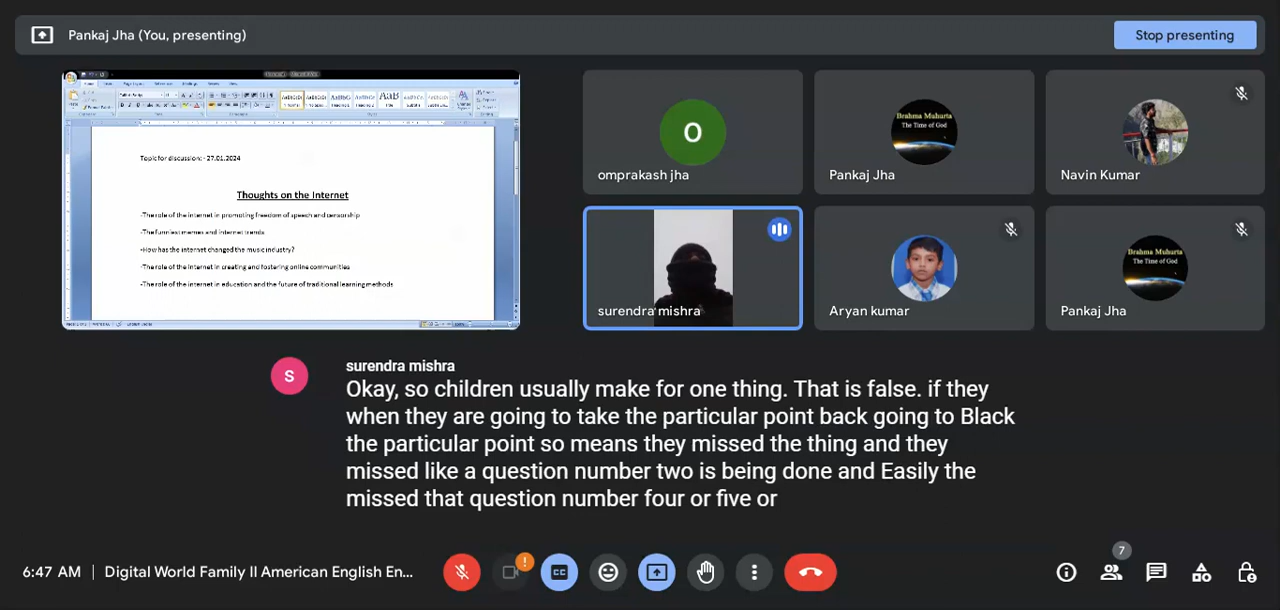 Pankaj Jha (You, presenting)
Stop presenting
Topic for discussion: - 27.01.2024
Thoughts on the Internet
-The role of the internet in promoting freedom of speech and censorship
-The funniest memes and internet trends
-How has the internet changed the music industry?
-The role of the internet in creating and fostering online communities
-The role of the internet in education and the future of traditional learning methods
O
omprakash jha
Brahma Muhurta
The Time of God
Pankaj Jha
Navin Kumar
surendra mishra
Aryan kumar
Brahma Muhurta
The Time of God
Pankaj Jha
S
surendra mishra
Okay, so children usually make for one thing. That is false. if they
when they are going to take the particular point back going to Black
the particular point so means they missed the thing and they
missed like a question number two is being done and Easily the
missed that question number four or five or
6:47 AM
Digital World Family II American English En...
CC
7